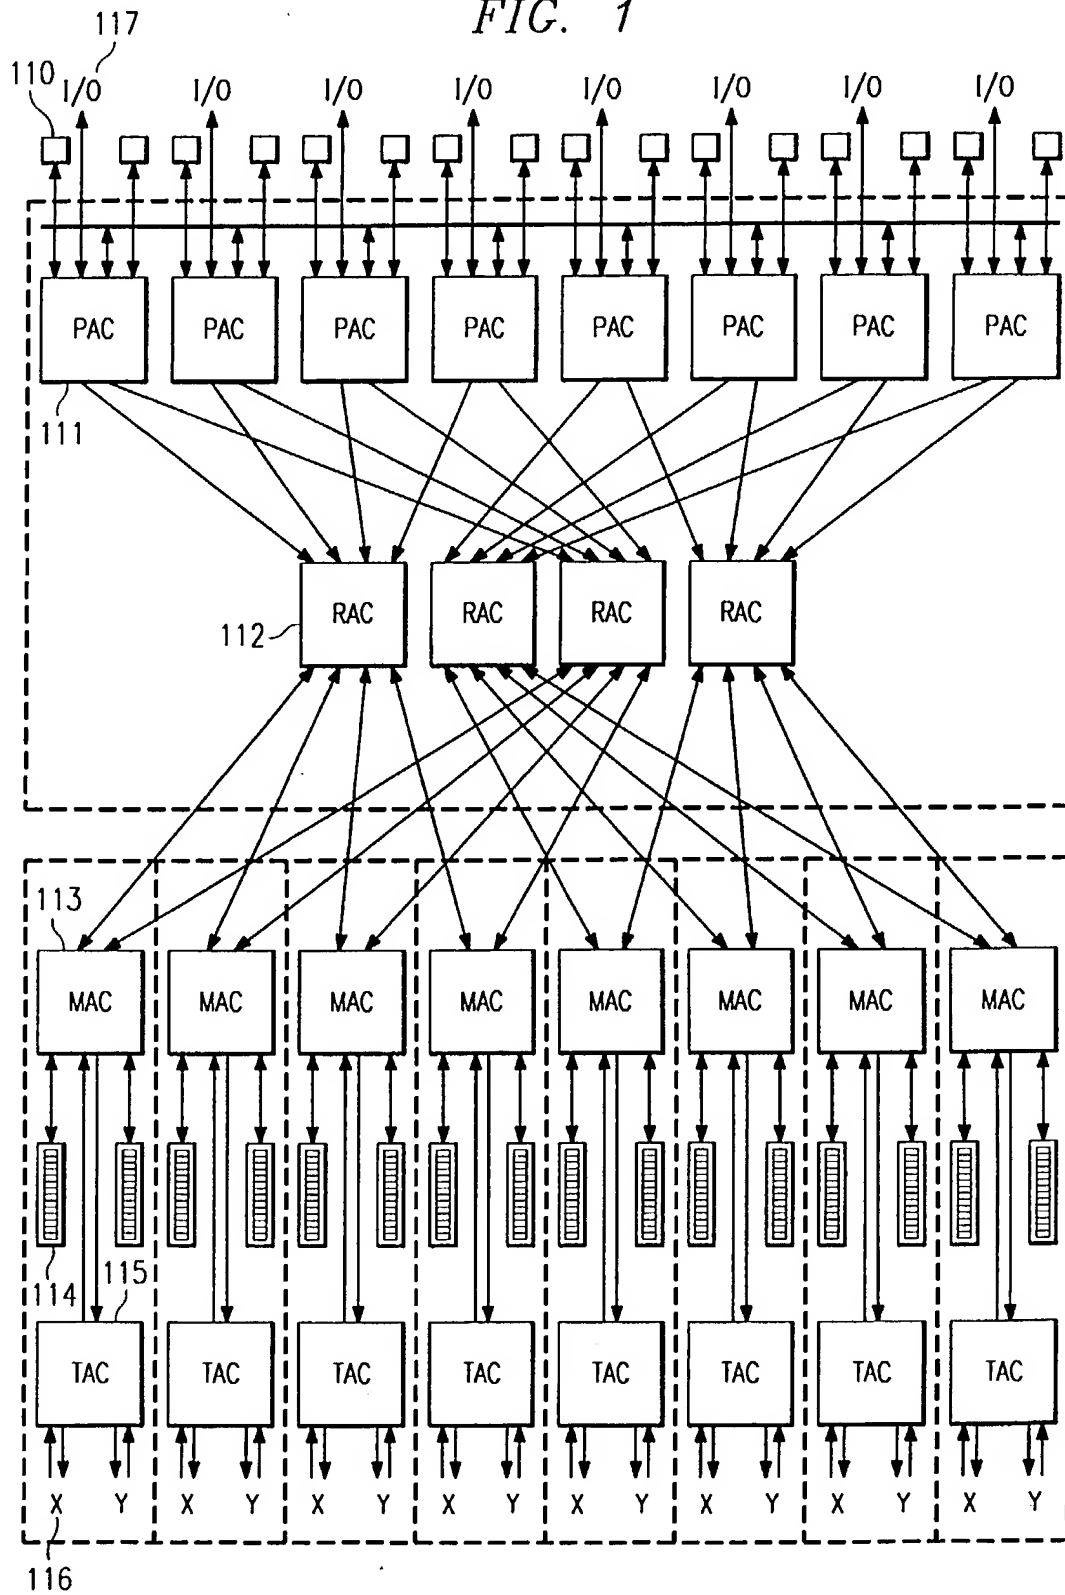 FIG. 1
117
110
I/O I/O I/O I/O I/O I/O I/O I/O
PAC PAC PAC PAC PAC PAC PAC PAC
111
RAC RAC RAC RAC
112
113
MAC MAC MAC MAC MAC MAC MAC MAC
114 115
TAC TAC TAC TAC TAC TAC TAC TAC
X Y X Y X Y X Y X Y X Y X Y X Y
116